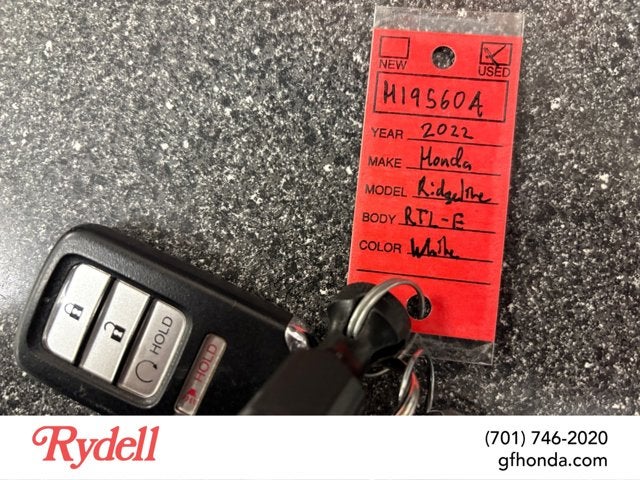 NEW USED
H19560A
YEAR 2022
MAKE Honda
MODEL Ridgeline
BODY RTL-E
COLOR White
HOLD
HOLD
Rydell
(701) 746-2020
gfhonda.com